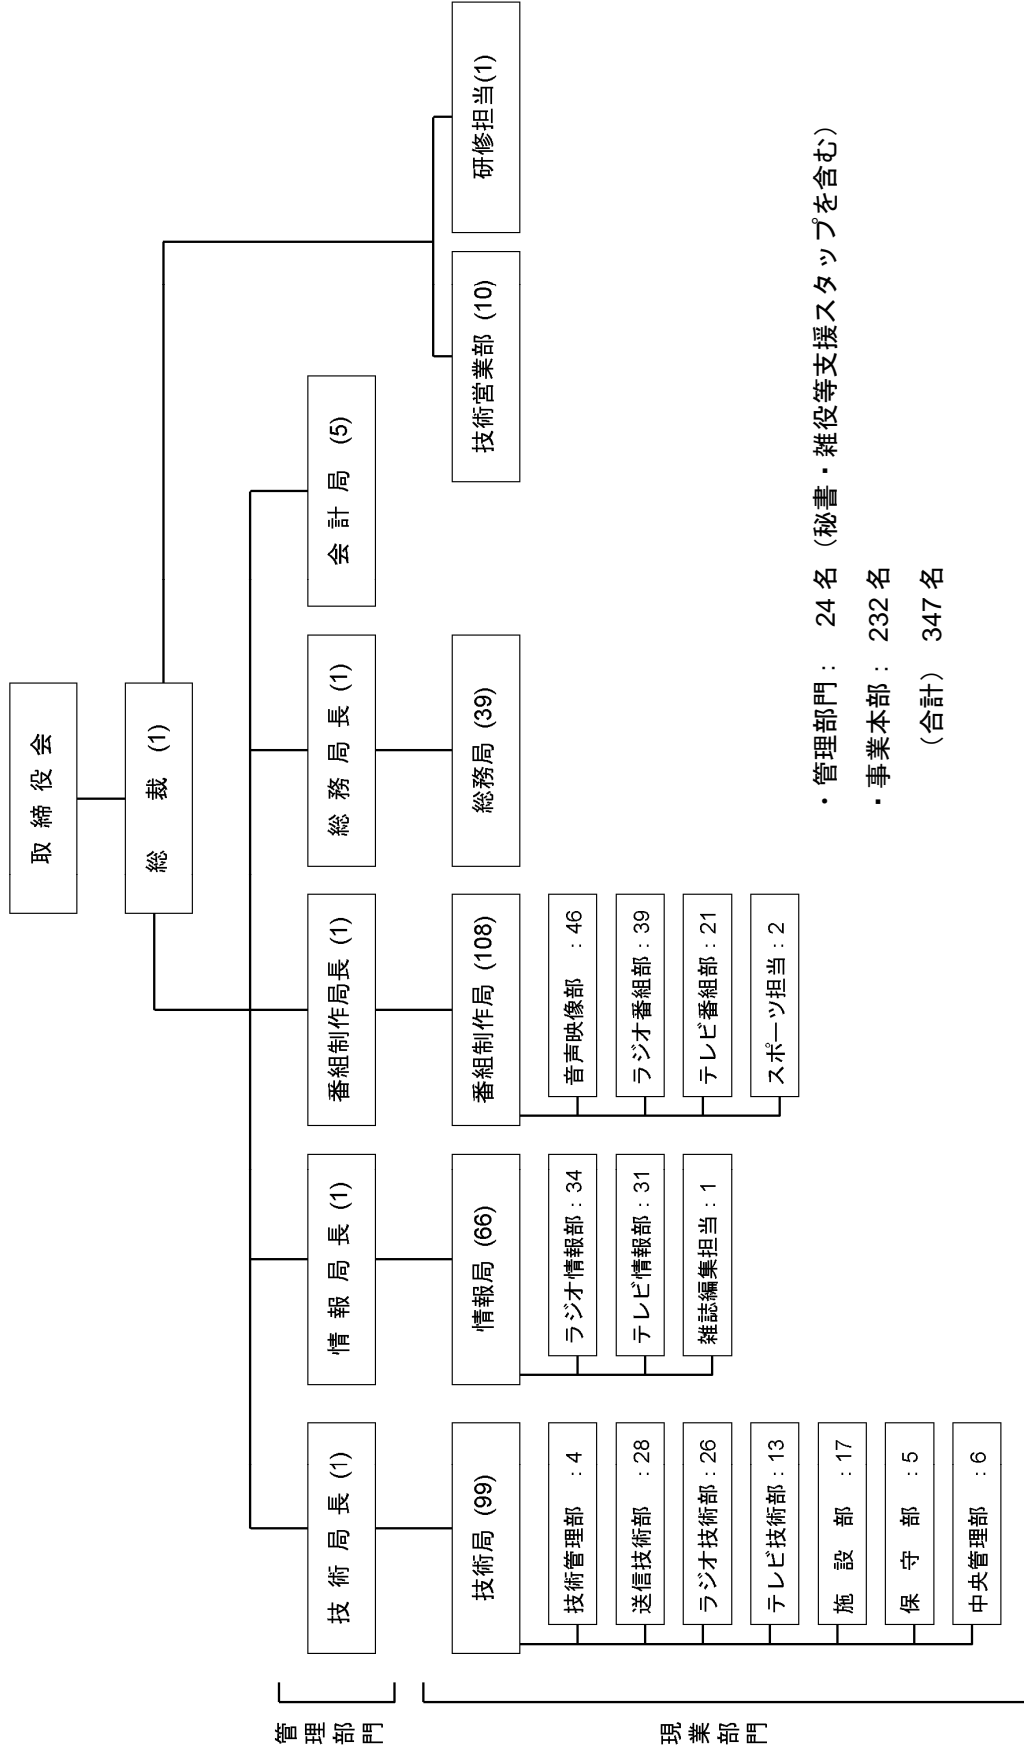 取締役会
総裁 (1)
技術局長 (1)
情報局長 (1)
番組制作局長 (1)
総務局長 (1)
会計局 (5)
技術局 (99)
情報局 (66)
番組制作局 (108)
総務局 (39)
技術営業部 (10)
研修担当(1)
技術管理部 : 4
送信技術部 : 28
ラジオ技術部 : 26
テレビ技術部 : 13
施設部 : 17
保守部 : 5
中央管理部 : 6
ラジオ情報部 : 34
テレビ情報部 : 31
雑誌編集担当 : 1
音声映像部 : 46
ラジオ番組部 : 39
テレビ番組部 : 21
スポーツ担当 : 2
管理部門
現業部門
・管理部門： 24 名（秘書・雑役等支援スタップを含む）
・事業本部： 232 名
（合計） 347 名